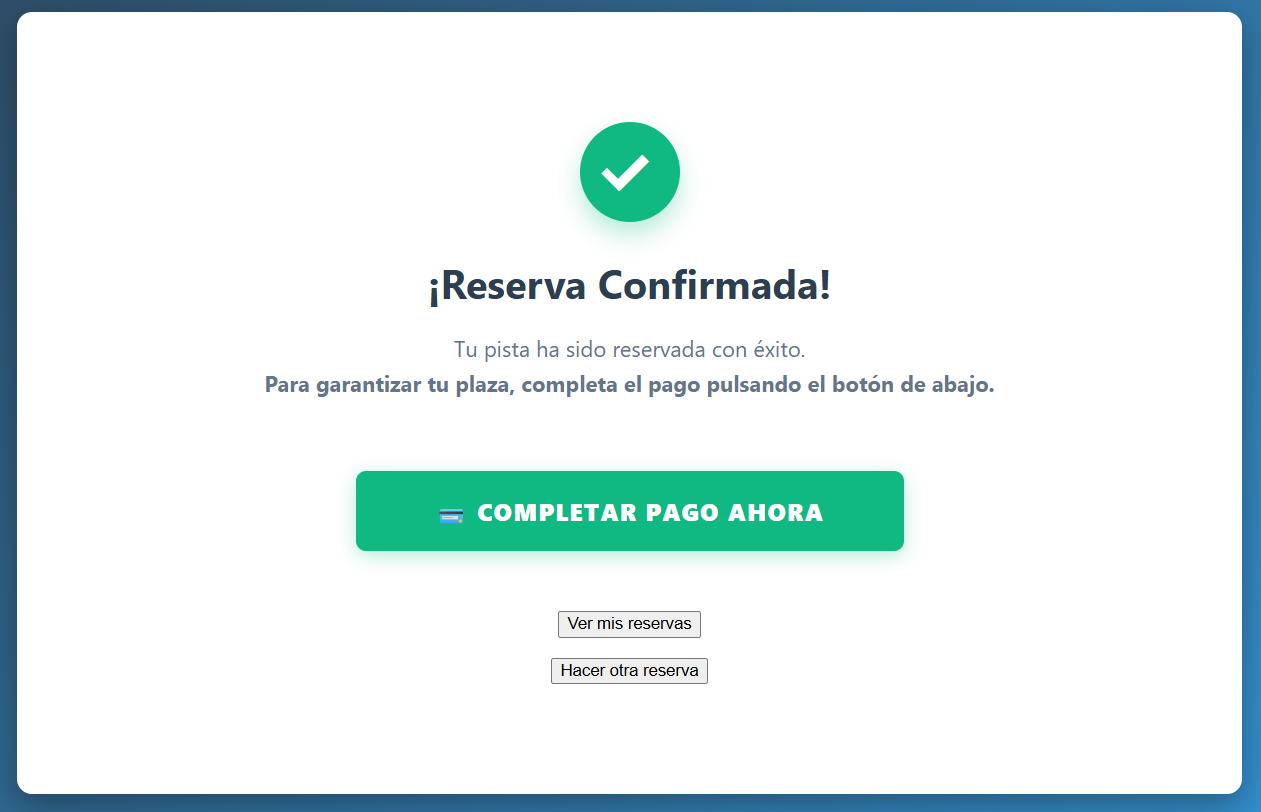 ¡Reserva Confirmada!
Tu pista ha sido reservada con éxito.
Para garantizar tu plaza, completa el pago pulsando el botón de abajo.
COMPLETAR PAGO AHORA
Ver mis reservas
Hacer otra reserva